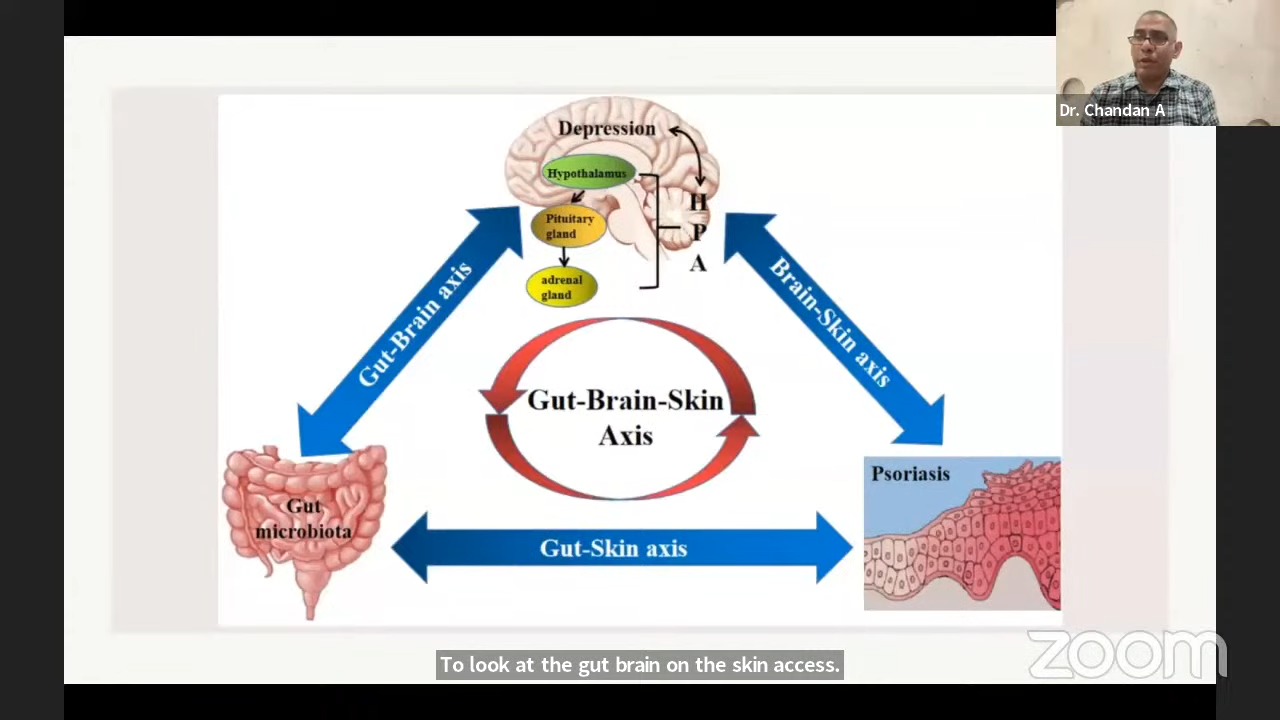 Dr. Chandan A
Depression
Hypothalamus
Pituitary
gland
adrenal
gland
H
P
A
Gut-Brain axis
Brain-Skin axis
Gut-Brain-Skin
Axis
Gut
microbiota
Psoriasis
Gut-Skin axis
To look at the gut brain on the skin access.
zoom